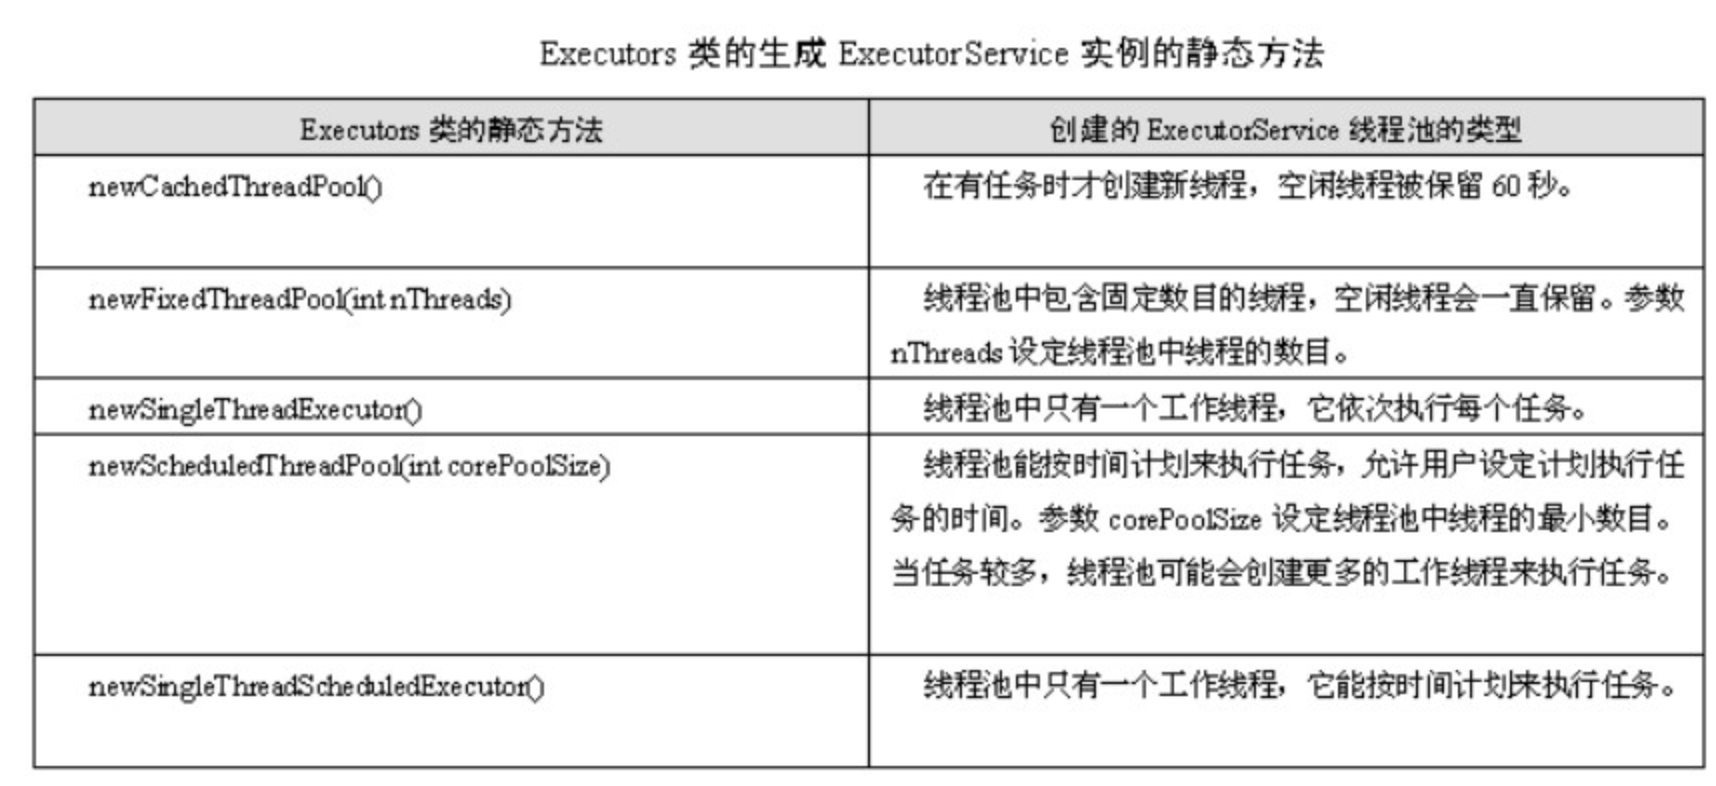 Executors 类的生成 ExecutorService 实例的静态方法
Executors 类的静态方法
创建的 ExecutorService 线程池的类型
newCachedThreadPool()
在有任务时才创建新线程，空闲线程被保留 60 秒。
newFixedThreadPool(int nThreads)
线程池中包含固定数目的线程，空闲线程会一直保留。参数
nThreads 设定线程池中线程的数目。
newSingleThreadExecutor()
线程池中只有一个工作线程，它依次执行每个任务。
newScheduledThreadPool(int corePoolSize)
线程池能按时间计划来执行任务，允许用户设定计划执行任
务的时间。参数 corePoolSize 设定线程池中线程的最小数目。
当任务较多，线程池可能会创建更多的工作线程来执行任务。
newSingleThreadScheduledExecutor()
线程池中只有一个工作线程，它能按时间计划来执行任务。